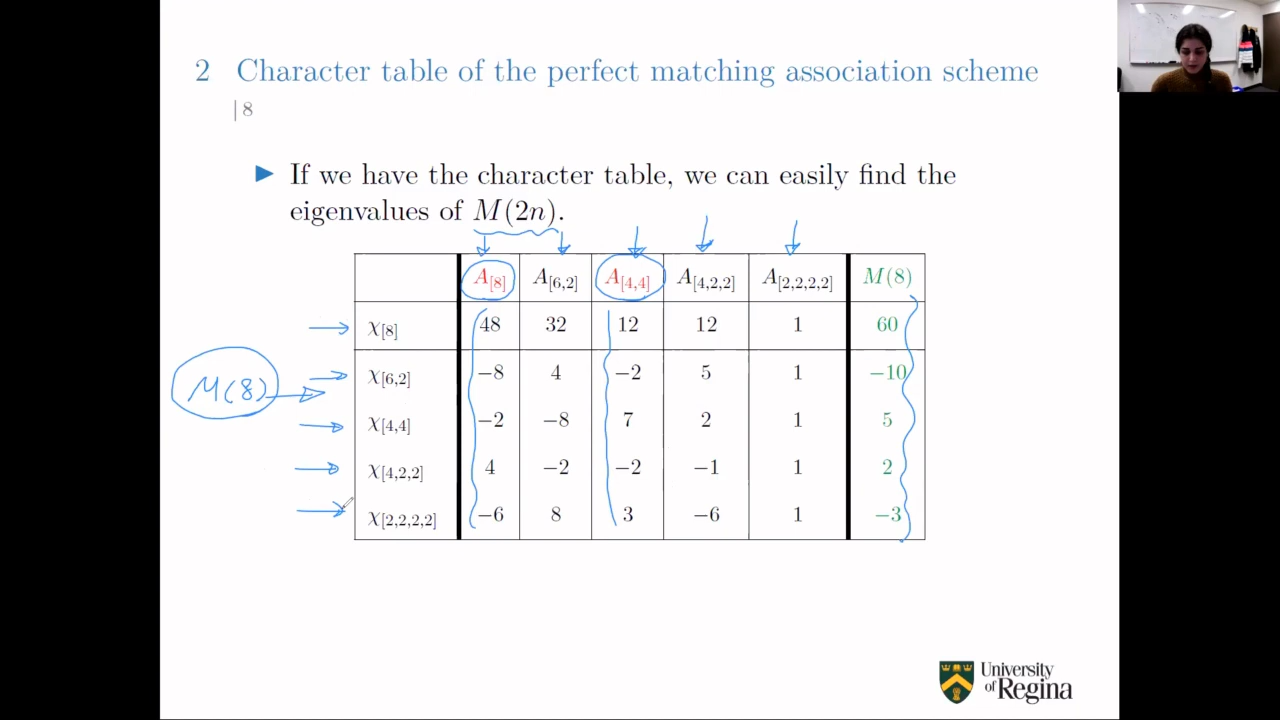 2 Character table of the perfect matching association scheme
| 8
▶ If we have the character table, we can easily find the
eigenvalues of M(2n).
A[8] A[6,2] A[4,4] A[4,2,2] A[2,2,2,2] M(8)
χ[8] 48 32 12 12 1 60
χ[6,2] −8 4 −2 5 1 −10
M(8)
χ[4,4] −2 −8 7 2 1 5
χ[4,2,2] 4 −2 −2 −1 1 2
χ[2,2,2,2] −6 8 3 −6 1 −3
University
of Regina